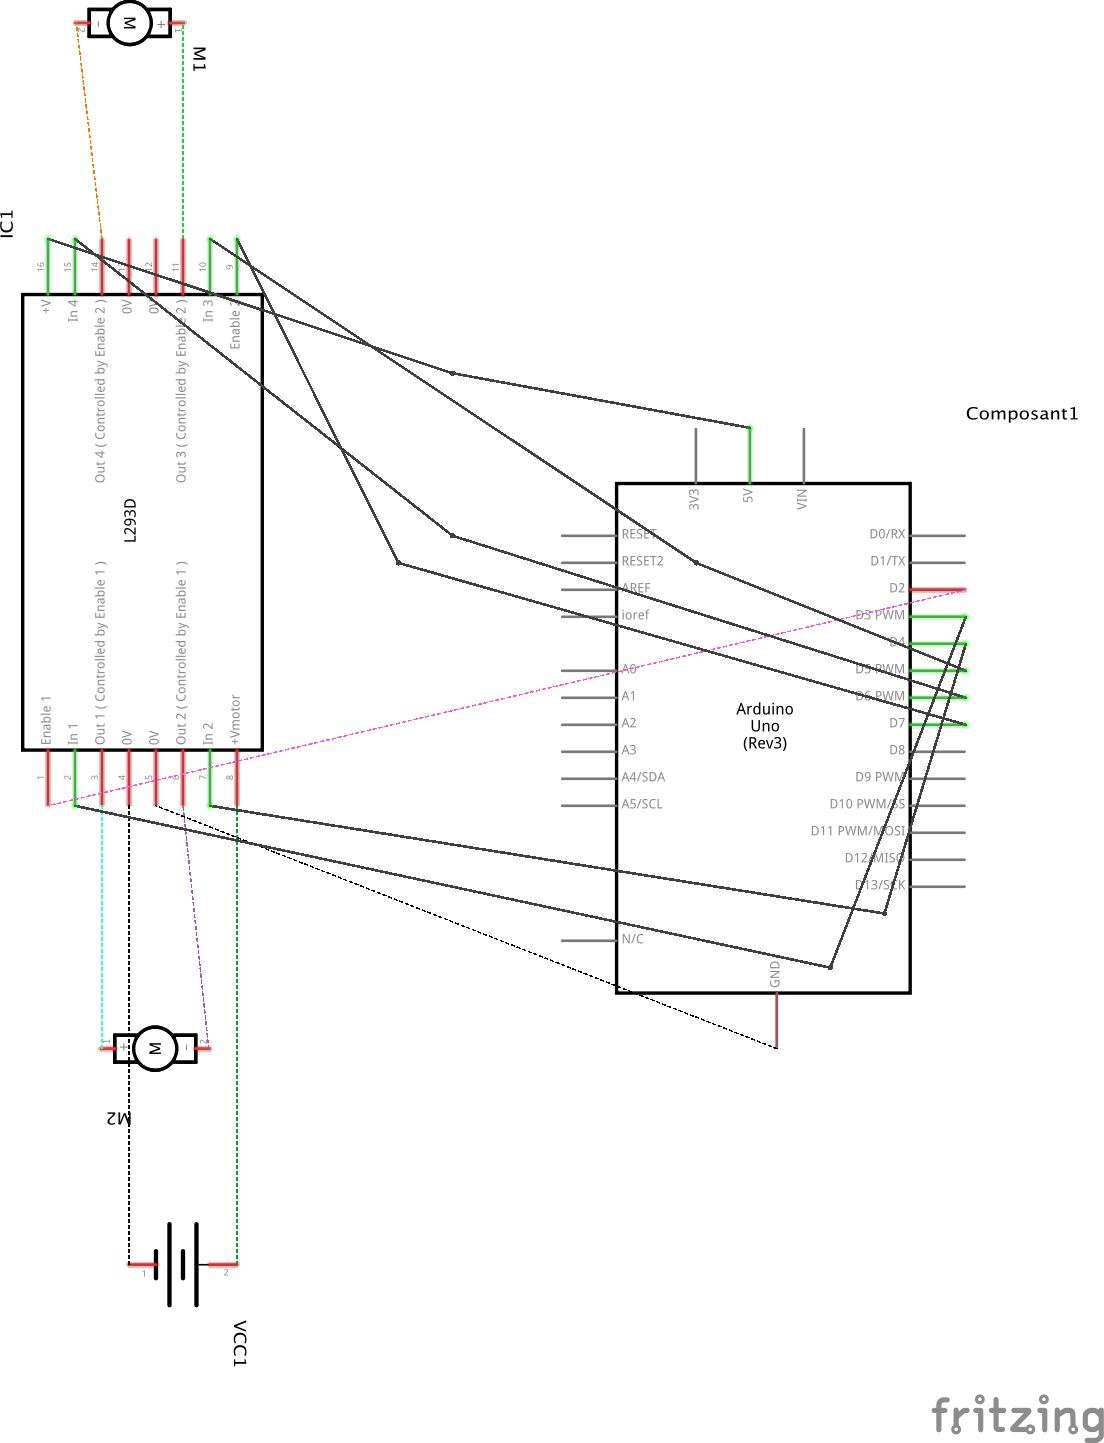 M
-
+
2
1
M1
IC1
16
15
14
12
11
10
9
+V
In 4
Out 4 ( Controlled by Enable 2 )
0V
0V
Out 3 ( Controlled by Enable 2 )
In 3
Enable 2
L293D
Enable 1
In 1
Out 1 ( Controlled by Enable 1 )
0V
0V
Out 2 ( Controlled by Enable 1 )
In 2
+Vmotor
1
2
3
4
5
6
7
8
Composant1
3V3
5V
VIN
RESET
RESET2
AREF
ioref
A0
A1
A2
A3
A4/SDA
A5/SCL
N/C
Arduino
Uno
(Rev3)
D0/RX
D1/TX
D2
D3 PWM
D4
D5 PWM
D6 PWM
D7
D8
D9 PWM
D10 PWM/SS
D11 PWM/MOSI
D12/MISO
D13/SCK
GND
1
+
M
-
2
M2
1
2
VCC1
fritzing